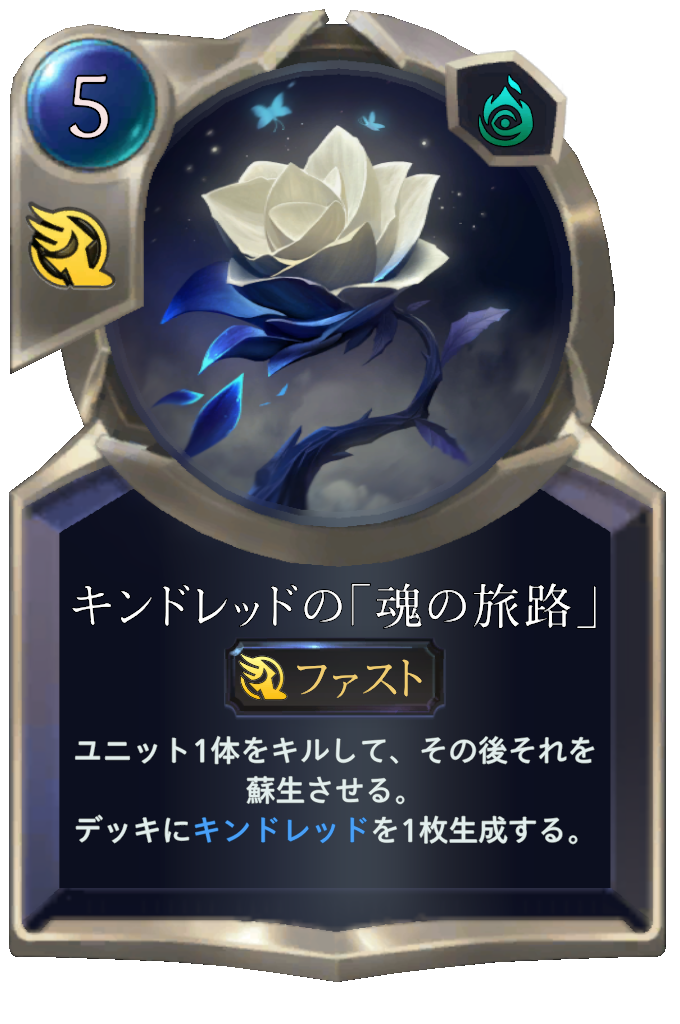 5
キンドレッドの「魂の旅路」
ファスト
ユニット1体をキルして、その後それを
蘇生させる。
デッキにキンドレッドを1枚生成する。